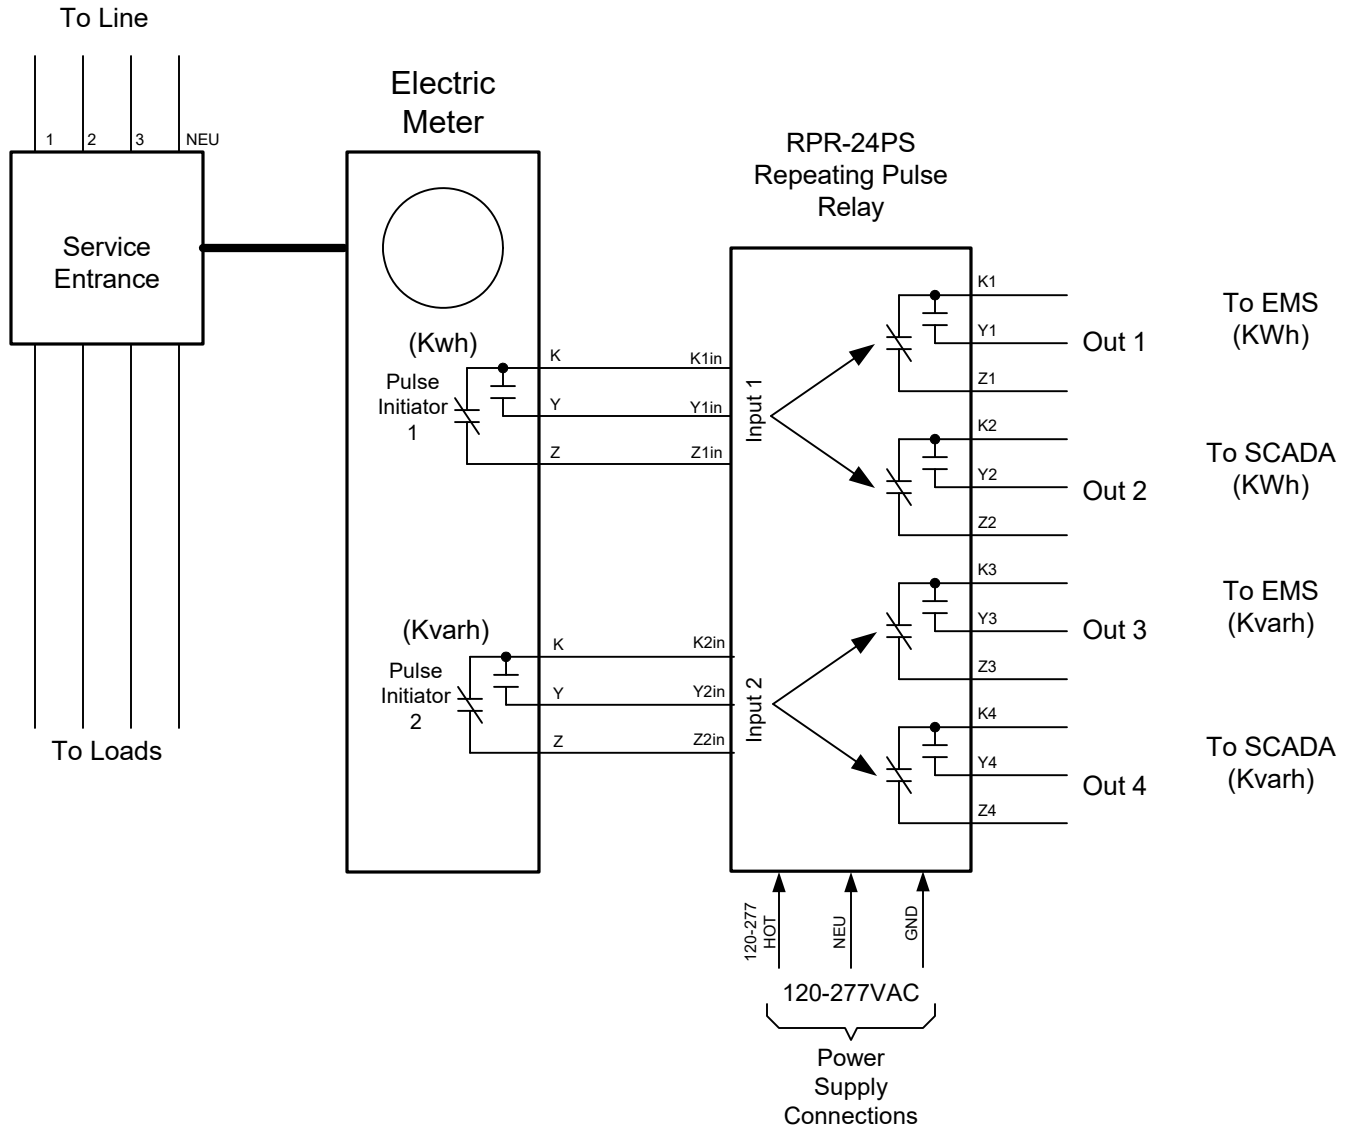 To Line
1
2
3
NEU
Service
Entrance
To Loads
Electric
Meter
(Kwh)
Pulse
Initiator
1
K
Y
Z
(Kvarh)
Pulse
Initiator
2
K
Y
Z
K1in
Y1in
Z1in
K2in
Y2in
Z2in
RPR-24PS
Repeating Pulse
Relay
Input 1
Input 2
K1
Y1
Z1
K2
Y2
Z2
K3
Y3
Z3
K4
Y4
Z4
Out 1
Out 2
Out 3
Out 4
To EMS
(KWh)
To SCADA
(KWh)
To EMS
(Kvarh)
To SCADA
(Kvarh)
120-277
HOT
NEU
GND
120-277VAC
Power
Supply
Connections